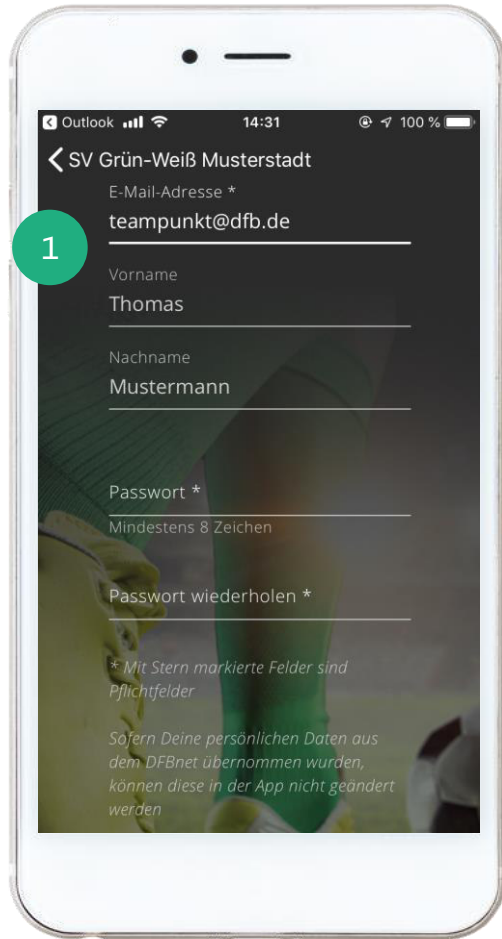 Outlook 14:31 100 %
SV Grün-Weiß Musterstadt
E-Mail-Adresse *
teampunkt@dfb.de
1
Vorname
Thomas
Nachname
Mustermann
Passwort *
Mindestens 8 Zeichen
Passwort wiederholen *
* Mit Stern markierte Felder sind
Pflichtfelder
Sofern Deine persönlichen Daten aus
dem DFBnet übernommen wurden,
können diese in der App nicht geändert
werden